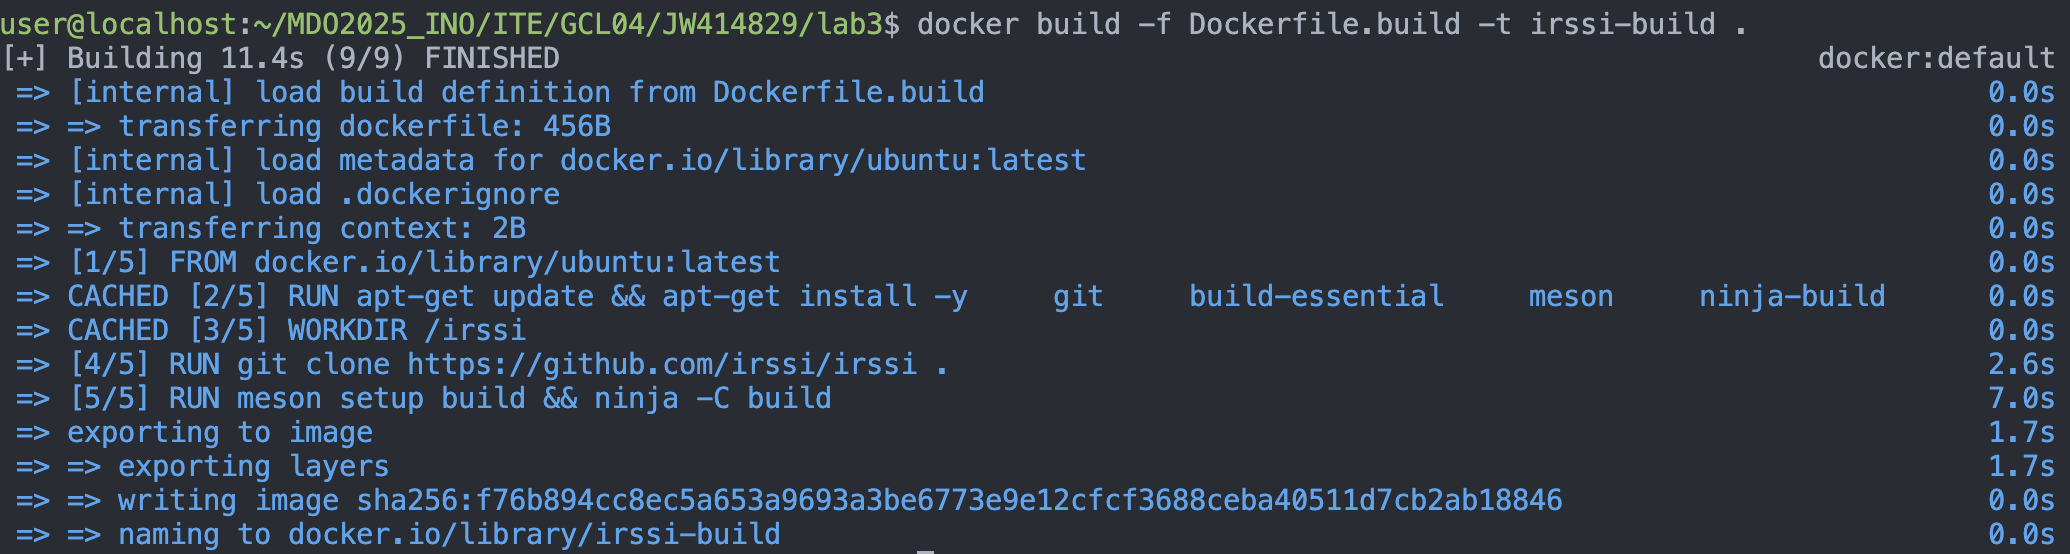 user@localhost:~/MDO2025_INO/ITE/GCL04/JW414829/lab3$ docker build -f Dockerfile.build -t irssi-build .
[+] Building 11.4s (9/9) FINISHED docker:default
=> [internal] load build definition from Dockerfile.build 0.0s
=> => transferring dockerfile: 456B 0.0s
=> [internal] load metadata for docker.io/library/ubuntu:latest 0.0s
=> [internal] load .dockerignore 0.0s
=> => transferring context: 2B 0.0s
=> [1/5] FROM docker.io/library/ubuntu:latest 0.0s
=> CACHED [2/5] RUN apt-get update && apt-get install -y     git     build-essential     meson     ninja-build 0.0s
=> CACHED [3/5] WORKDIR /irssi 0.0s
=> [4/5] RUN git clone https://github.com/irssi/irssi . 2.6s
=> [5/5] RUN meson setup build && ninja -C build 7.0s
=> exporting to image 1.7s
=> => exporting layers 1.7s
=> => writing image sha256:f76b894cc8ec5a653a9693a3be6773e9e12cfcf3688ceba40511d7cb2ab18846 0.0s
=> => naming to docker.io/library/irssi-build 0.0s